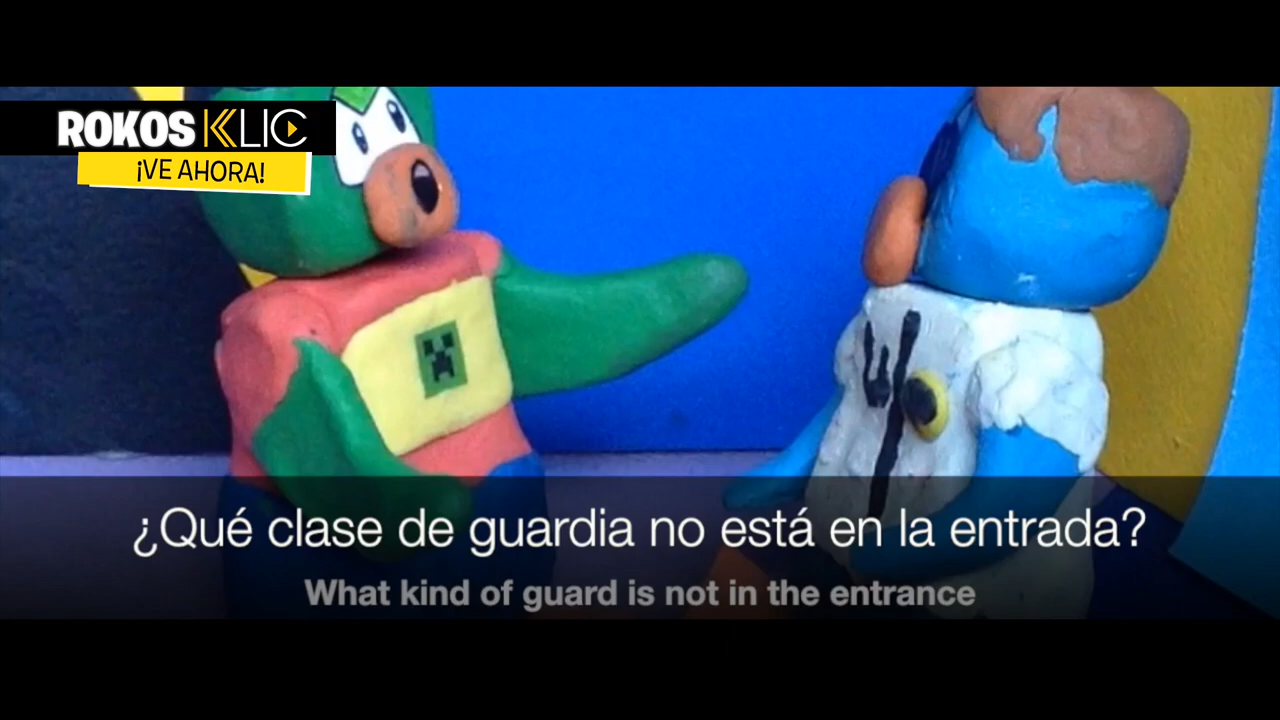 ROKOS KLIC
¡VE AHORA!
¿Qué clase de guardia no está en la entrada?
What kind of guard is not in the entrance